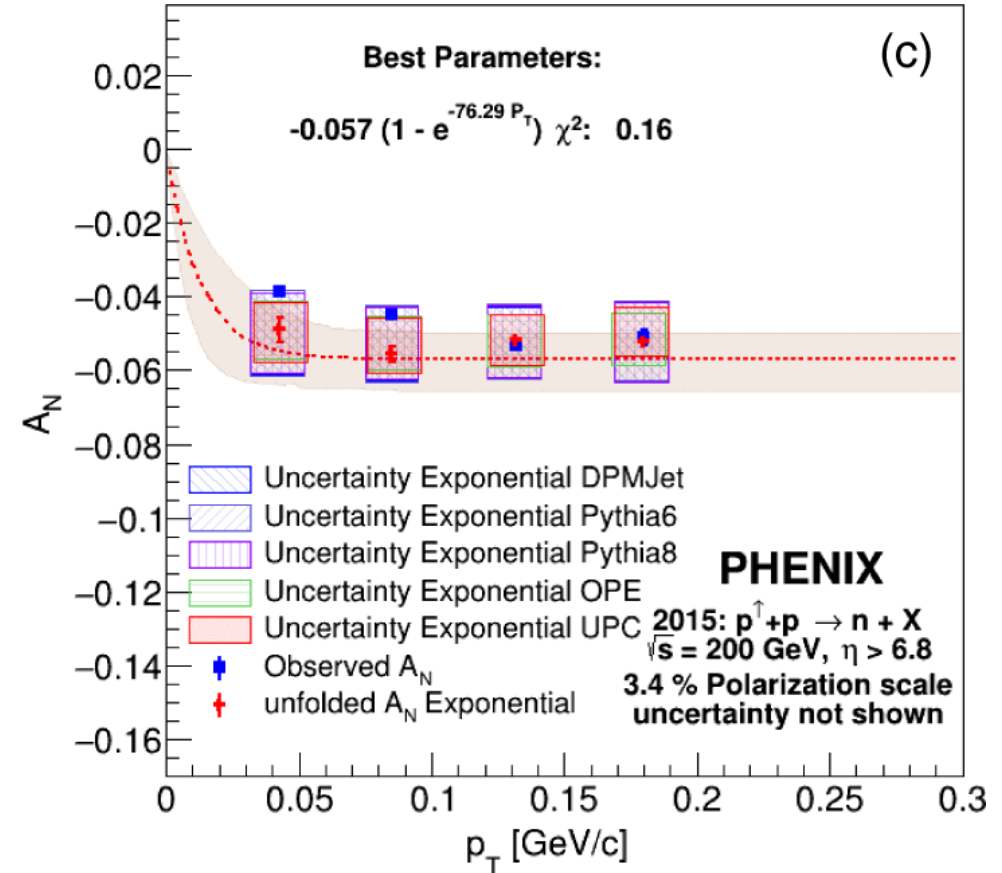 (c)
Best Parameters:
-0.057 (1 - e^-76.29 P_T) χ²: 0.16
0.02
0
−0.02
−0.04
−0.06
−0.08
−0.1
−0.12
−0.14
−0.16
A_N
Uncertainty Exponential DPMJet
Uncertainty Exponential Pythia6
Uncertainty Exponential Pythia8
Uncertainty Exponential OPE
Uncertainty Exponential UPC
Observed A_N
unfolded A_N Exponential
PHENIX
2015: p↑+p → n + X
√s = 200 GeV, η > 6.8
3.4 % Polarization scale
uncertainty not shown
0 0.05 0.1 0.15 0.2 0.25 0.3
p_T [GeV/c]